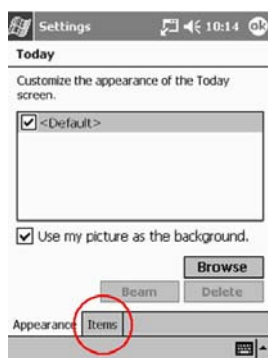 Settings 10:14 ok
Today
Customize the appearance of the Today
screen.
<Default>
Use my picture as the background.
Browse
Beam Delete
Appearance Items